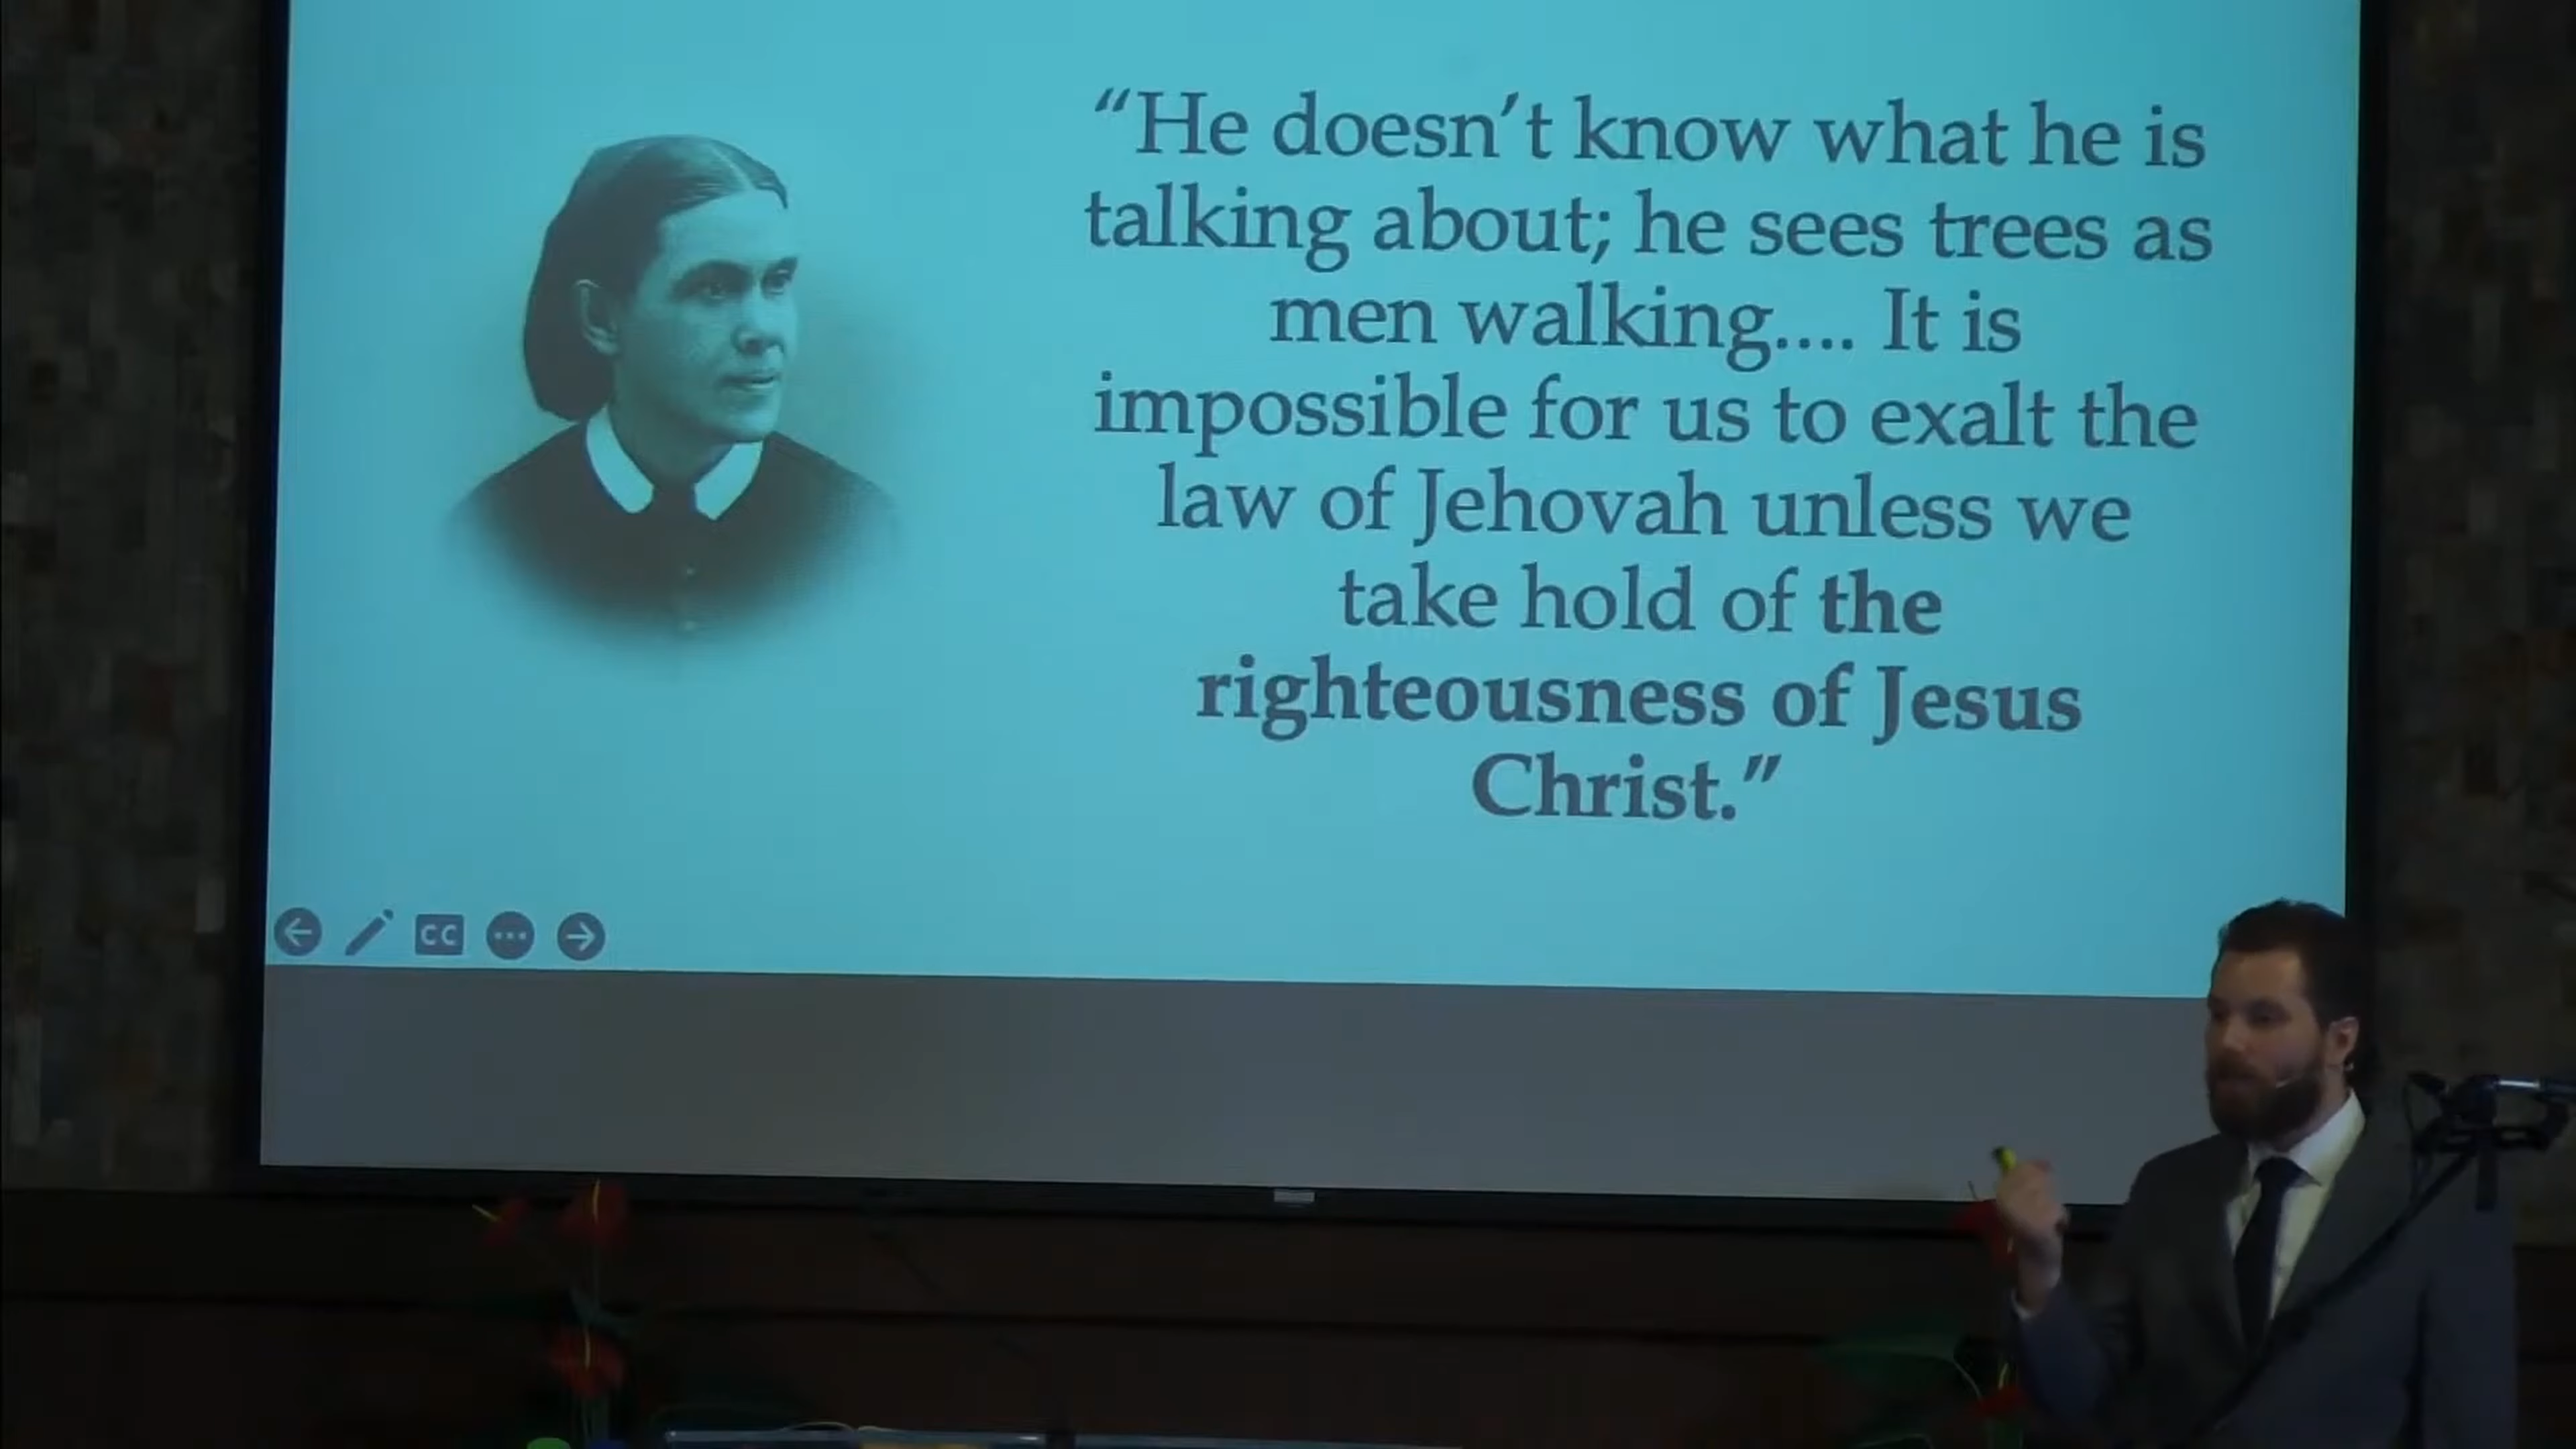 “He doesn’t know what he is
talking about; he sees trees as
men walking.... It is
impossible for us to exalt the
law of Jehovah unless we
take hold of the
righteousness of Jesus
Christ.”
CC